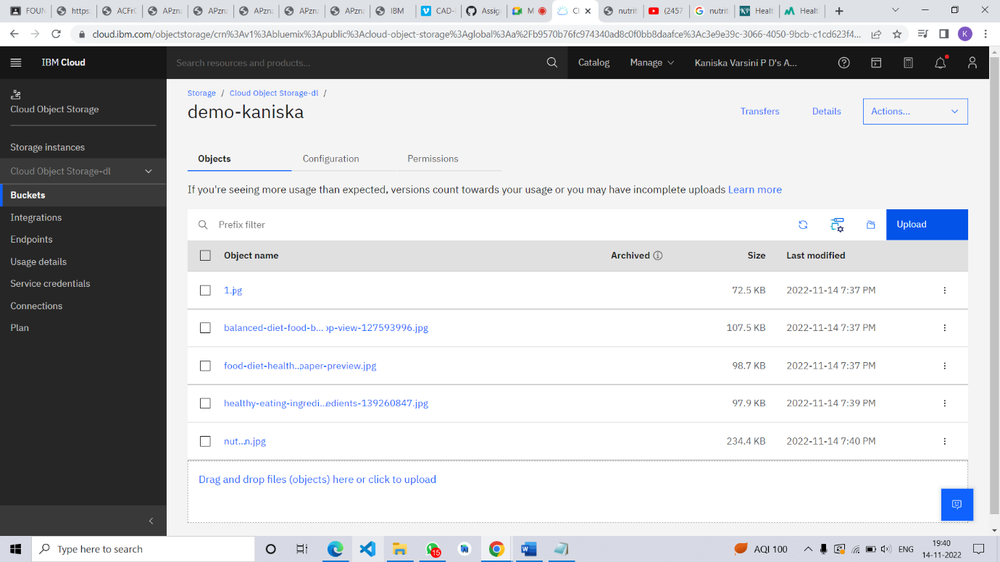 FOUN
https:
ACFrC
APzn:
APzn:
APzn:
APzn:
APzn:
IBM
CAD-
Assig
M
Cl
nutrit
(2457
nutrit
Healt
Healt
cloud.ibm.com/objectstorage/crn%3Av1%3Abluemix%3Apublic%3Acloud-object-storage%3Aglobal%3Aa%2Fb9570b76fc974340ad8c0f0bb8daafce%3Ac3e9e39c-3066-4050-9bcb-c1cd623f4...
K
IBM Cloud
Search resources and products...
Catalog
Manage
Kaniska Varsini P D's A...
Cloud Object Storage
Storage instances
Cloud Object Storage-dl
Buckets
Integrations
Endpoints
Usage details
Service credentials
Connections
Plan
Storage / Cloud Object Storage-dl /
demo-kaniska
Transfers
Details
Actions...
Objects
Configuration
Permissions
If you're seeing more usage than expected, versions count towards your usage or you may have incomplete uploads Learn more
Prefix filter
Upload
Object name Archived Size Last modified
1.jpg 72.5 KB 2022-11-14 7:37 PM
balanced-diet-food-b... op-view-127593996.jpg 107.5 KB 2022-11-14 7:37 PM
food-diet-health...paper-preview.jpg 98.7 KB 2022-11-14 7:37 PM
healthy-eating-ingredi...edients-139260847.jpg 97.9 KB 2022-11-14 7:39 PM
nut...n.jpg 234.4 KB 2022-11-14 7:40 PM
Drag and drop files (objects) here or click to upload
Type here to search
15
AQI 100
ENG
19:40
14-11-2022